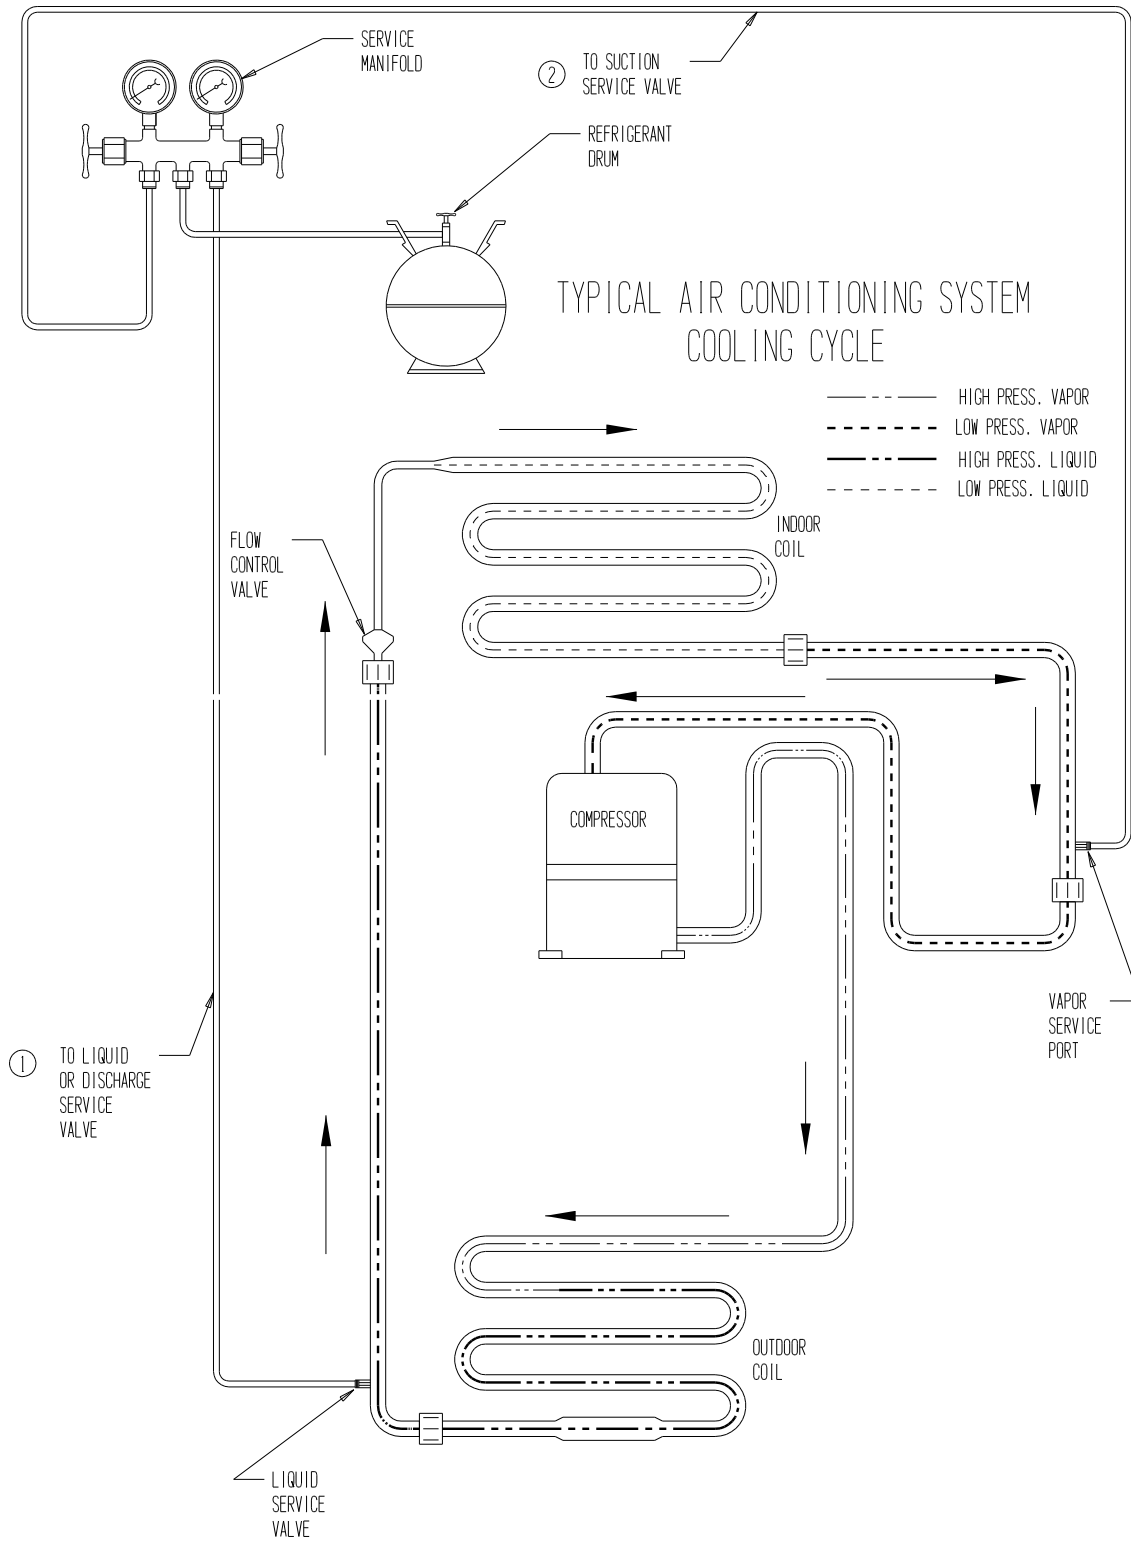 SERVICE
MANIFOLD
2
TO SUCTION
SERVICE VALVE
REFRIGERANT
DRUM
TYPICAL AIR CONDITIONING SYSTEM
COOLING CYCLE
HIGH PRESS. VAPOR
LOW PRESS. VAPOR
HIGH PRESS. LIQUID
LOW PRESS. LIQUID
INDOOR
COIL
FLOW
CONTROL
VALVE
COMPRESSOR
VAPOR
SERVICE
PORT
1
TO LIQUID
OR DISCHARGE
SERVICE
VALVE
OUTDOOR
COIL
LIQUID
SERVICE
VALVE